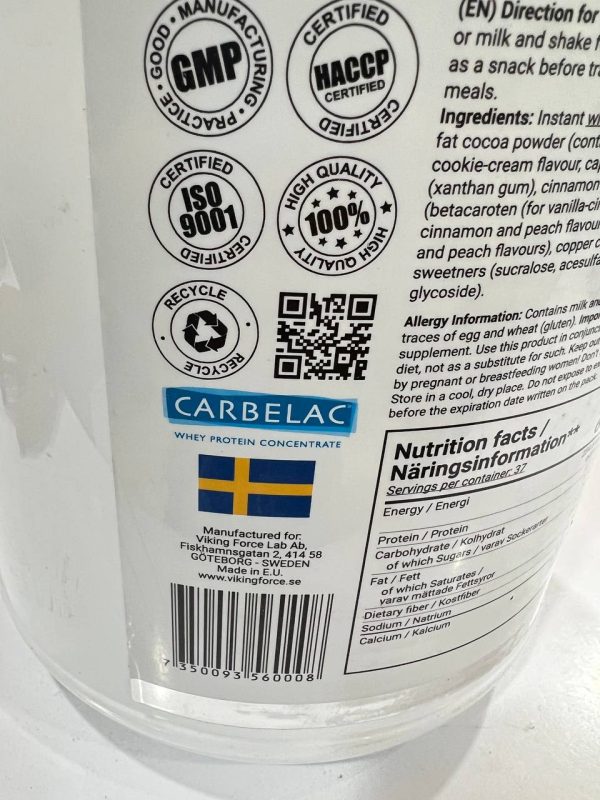 GOOD • MANUFACTURING • PRACTICE •
GMP
CERTIFIED
HACCP
CERTIFIED
CERTIFIED
CERTIFIED
ISO
9001
CERTIFIED
HIGH QUALITY
100%
HIGH QUALITY
RECYCLE
RECYCLE
CARBELAC
WHEY PROTEIN CONCENTRATE
Manufactured for:
Viking Force Lab Ab,
Fiskhamnsgatan 2, 414 58
GÖTEBORG - SWEDEN
Made in E.U.
www.vikingforce.se
7 350093 560008
(EN) Direction for
or milk and shake
as a snack before
meals.
Ingredients: Instant
fat cocoa powder
cookie-cream flavour,
(xanthan gum), cinnamon
(betacaroten (for
cinnamon and peach
and peach flavours), copper
sweetners (sucralose,
glycoside).
Allergy Information: Contains milk and
traces of egg and wheat (gluten).
supplement. Use this product in
diet, not as a substitute for such. Keep out
by pregnant or breastfeeding women! Don't
Store in a cool, dry place. Do not expose to
before the expiration date written on the pack.
Nutrition facts /
Näringsinformation**
Servings per container: 37
Energy / Energi
Protein / Protein
Carbohydrate / Kolhydrat
of which Sugars / varav Sockerarter
Fat / Fett
of which Saturates /
varav mättade Fettsyror
Dietary fiber / Kostfiber
Sodium / Natrium
Calcium / Kalcium